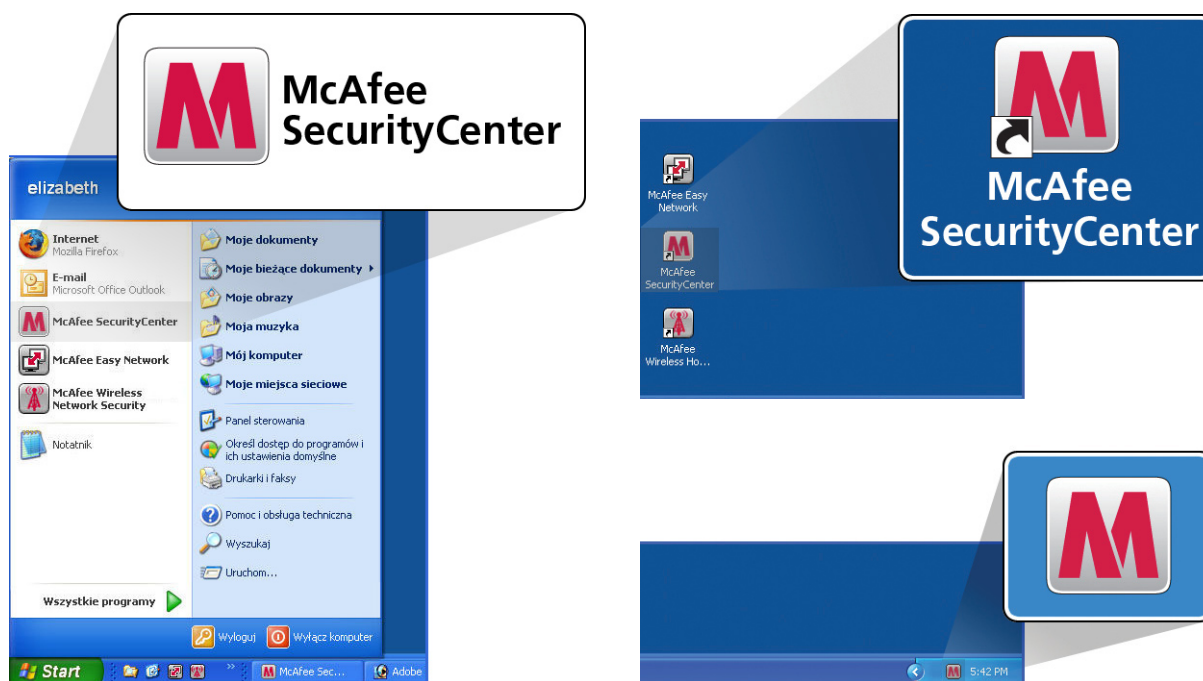 McAfee
SecurityCenter
elizabeth
Internet
Mozilla Firefox
E-mail
Microsoft Office Outlook
McAfee SecurityCenter
McAfee Easy Network
McAfee Wireless
Network Security
Notatnik
Wszystkie programy
Moje dokumenty
Moje bieżące dokumenty
Moje obrazy
Moja muzyka
Mój komputer
Moje miejsca sieciowe
Panel sterowania
Określ dostęp do programów i
ich ustawienia domyślne
Drukarki i faksy
Pomoc i obsługa techniczna
Wyszukaj
Uruchom...
Wyloguj
Wyłącz komputer
Start
McAfee Sec...
Adobe
McAfee
SecurityCenter
McAfee Easy
Network
McAfee
SecurityCenter
McAfee
Wireless Ho...
5:42 PM